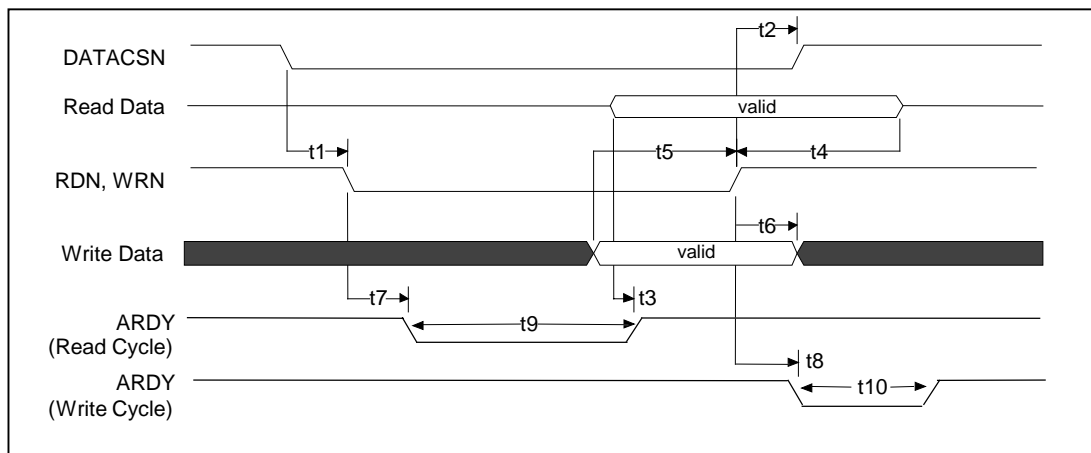 t2
DATACSN
Read Data
valid
t1
t5
t4
RDN, WRN
t6
Write Data
valid
t7
t3
ARDY
t9
(Read Cycle)
t8
ARDY
t10
(Write Cycle)